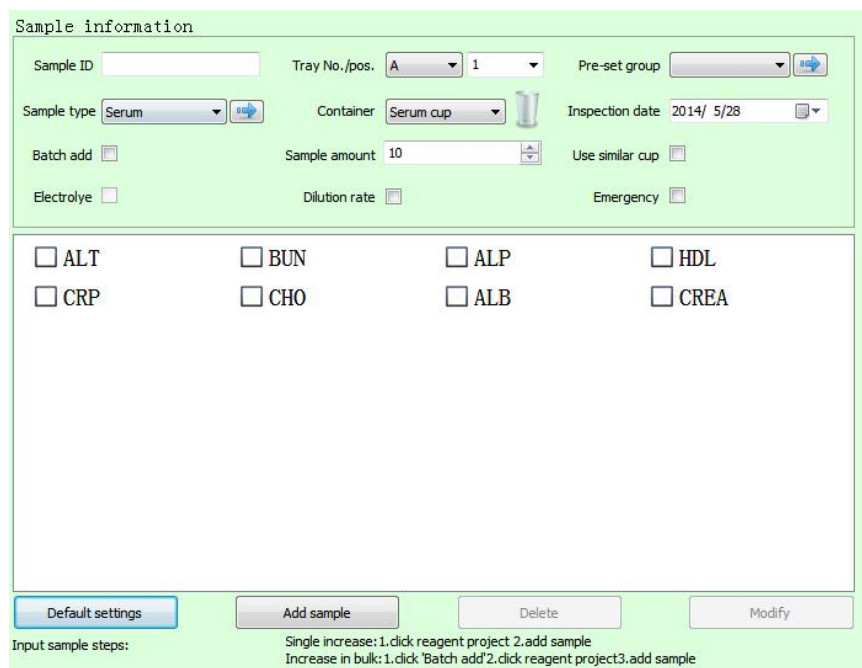 Sample information
Sample ID Tray No./pos. A 1 Pre-set group
Sample type Serum Container Serum cup Inspection date 2014/ 5/28
Batch add Sample amount 10 Use similar cup
Electrolye Dilution rate Emergency
ALT BUN ALP HDL
CRP CHO ALB CREA
Default settings Add sample Delete Modify
Input sample steps: Single increase:1.click reagent project 2.add sample
Increase in bulk:1.click 'Batch add'2.click reagent project3.add sample